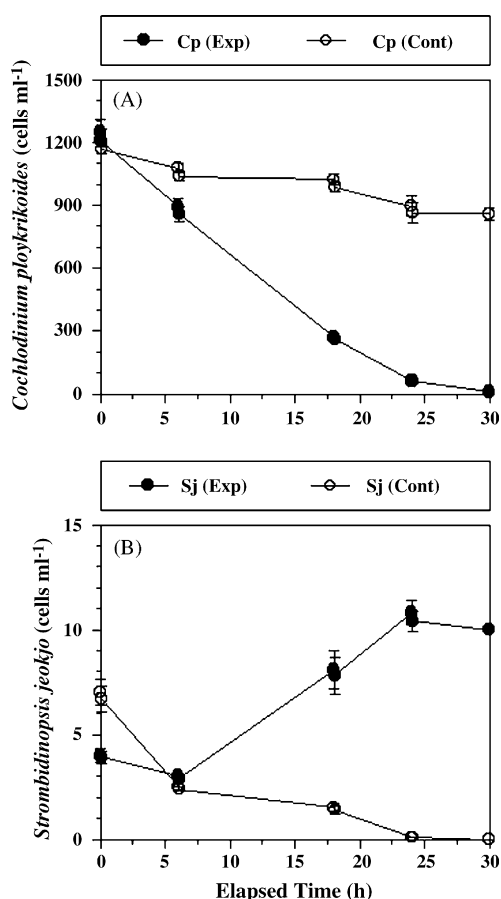 Cp (Exp) Cp (Cont)
(A)
Cochlodinium ploykrikoides (cells ml-1)
1500
1200
900
600
300
0
0 5 10 15 20 25 30
Sj (Exp) Sj (Cont)
(B)
Strombidinopsis jeokjo (cells ml-1)
15
10
5
0
0 5 10 15 20 25 30
Elapsed Time (h)